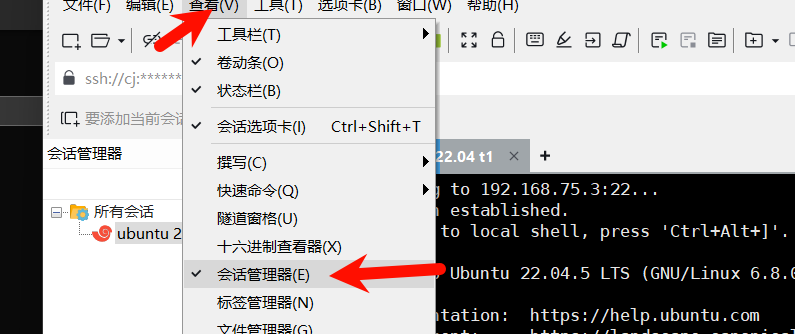 文件(F) 编辑(E) 查看(V) 工具(T) 选项卡(B) 窗口(W) 帮助(H)
ssh://cj:*******
要添加当前会
会话管理器
所有会话
ubuntu 2
工具栏(T)
卷动条(O)
状态栏(B)
会话选项卡(I) Ctrl+Shift+T
撰写(C)
快速命令(Q)
隧道窗格(U)
十六进制查看器(X)
会话管理器(E)
标签管理器(N)
文件管理器(G)
22.04 t1
g to 192.168.75.3:22...
n established.
to local shell, press 'Ctrl+Alt+]'.
Ubuntu 22.04.5 LTS (GNU/Linux 6.8.0
ntation: https://help.ubuntu.com